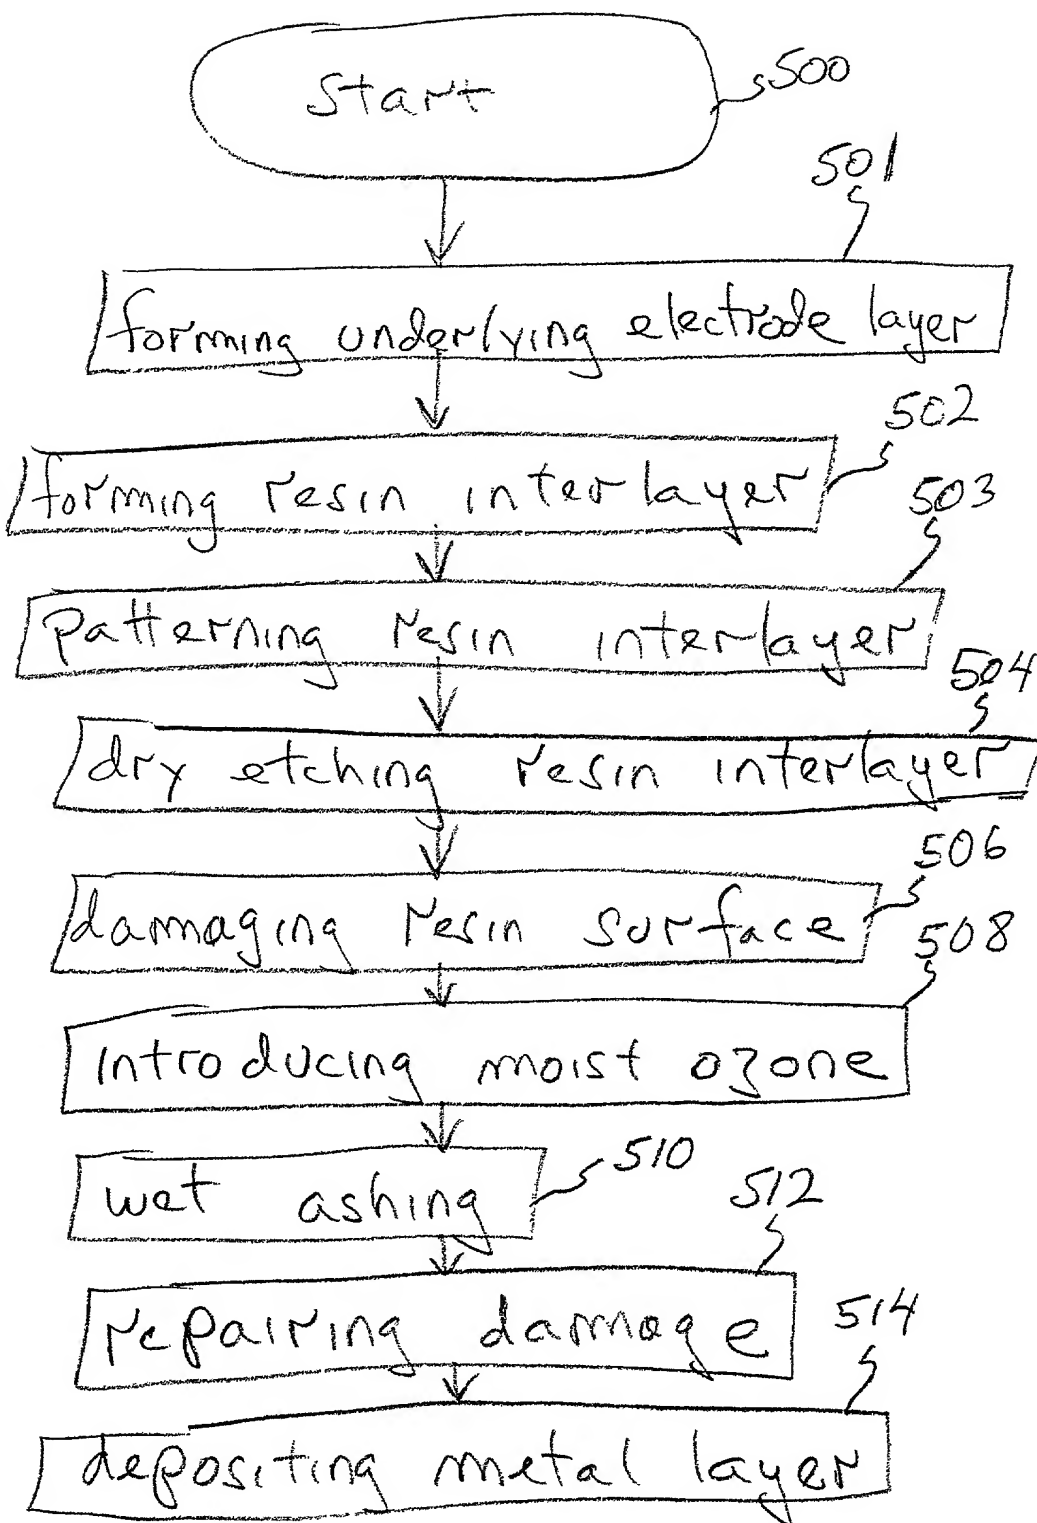 start
500
501
forming underlying electrode layer
502
forming resin interlayer
503
patterning resin interlayer
504
dry etching resin interlayer
506
damaging resin surface
508
introducing moist ozone
wet ashing
510
512
repairing damage
514
depositing metal layer